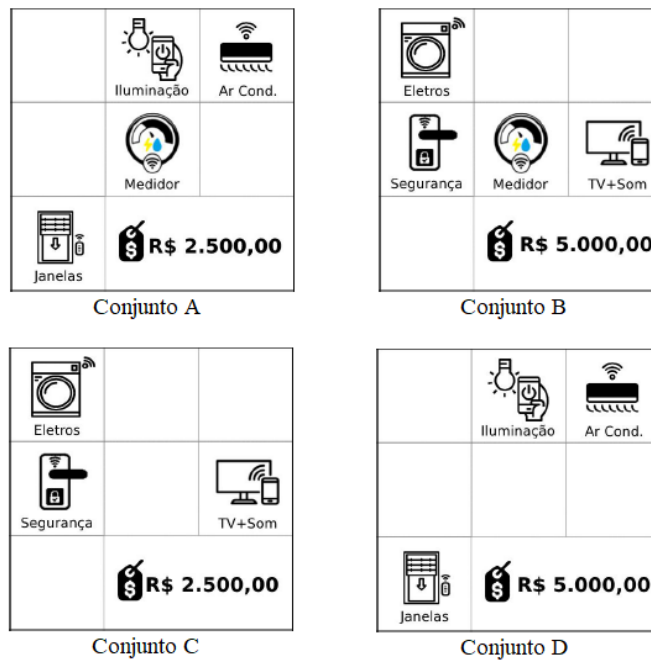 Iluminação
Ar Cond.
Medidor
Janelas
R$ 2.500,00
Conjunto A
Eletros
Segurança
Medidor
TV+Som
R$ 5.000,00
Conjunto B
Eletros
Segurança
TV+Som
R$ 2.500,00
Conjunto C
Iluminação
Ar Cond.
Janelas
R$ 5.000,00
Conjunto D